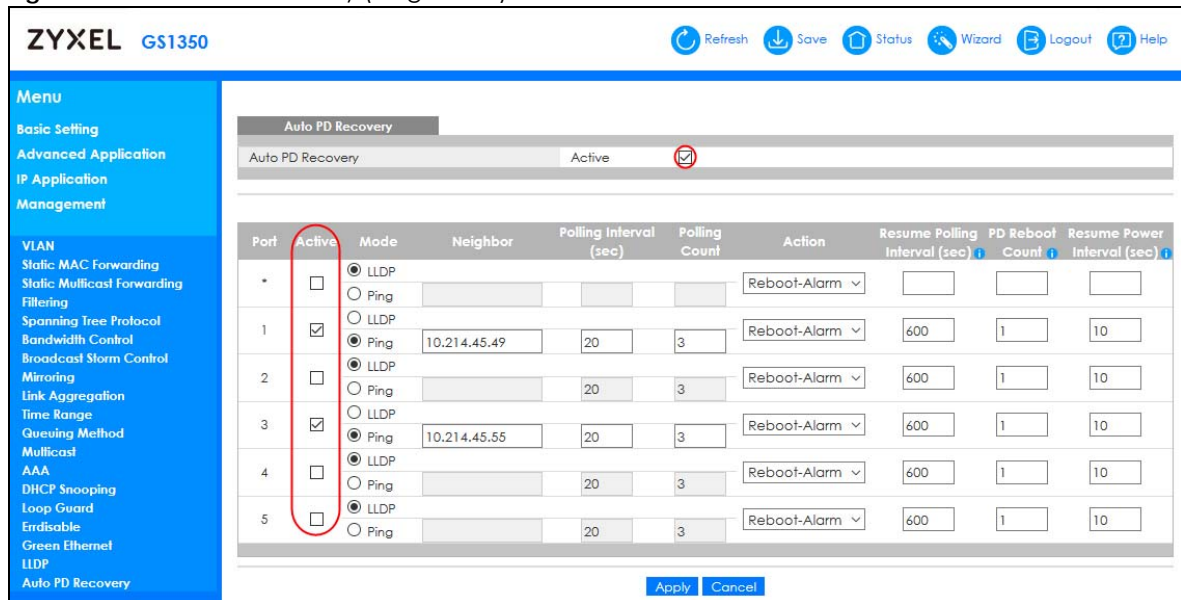 ZYXEL GS1350
Refresh Save Status Wizard Logout Help
Menu
Basic Setting
Advanced Application
IP Application
Management
VLAN
Static MAC Forwarding
Static Multicast Forwarding
Filtering
Spanning Tree Protocol
Bandwidth Control
Broadcast Storm Control
Mirroring
Link Aggregation
Time Range
Queuing Method
Multicast
AAA
DHCP Snooping
Loop Guard
Errdisable
Green Ethernet
LLDP
Auto PD Recovery
Auto PD Recovery
Auto PD Recovery Active
Port Active Mode Neighbor Polling Interval (sec) Polling Count Action Resume Polling Interval (sec) PD Reboot Count Resume Power Interval (sec)
* LLDP
Ping Reboot-Alarm
1 LLDP
Ping 10.214.45.49 20 3 Reboot-Alarm 600 1 10
2 LLDP
Ping 20 3 Reboot-Alarm 600 1 10
3 LLDP
Ping 10.214.45.55 20 3 Reboot-Alarm 600 1 10
4 LLDP
Ping 20 3 Reboot-Alarm 600 1 10
5 LLDP
Ping 20 3 Reboot-Alarm 600 1 10
Apply Cancel